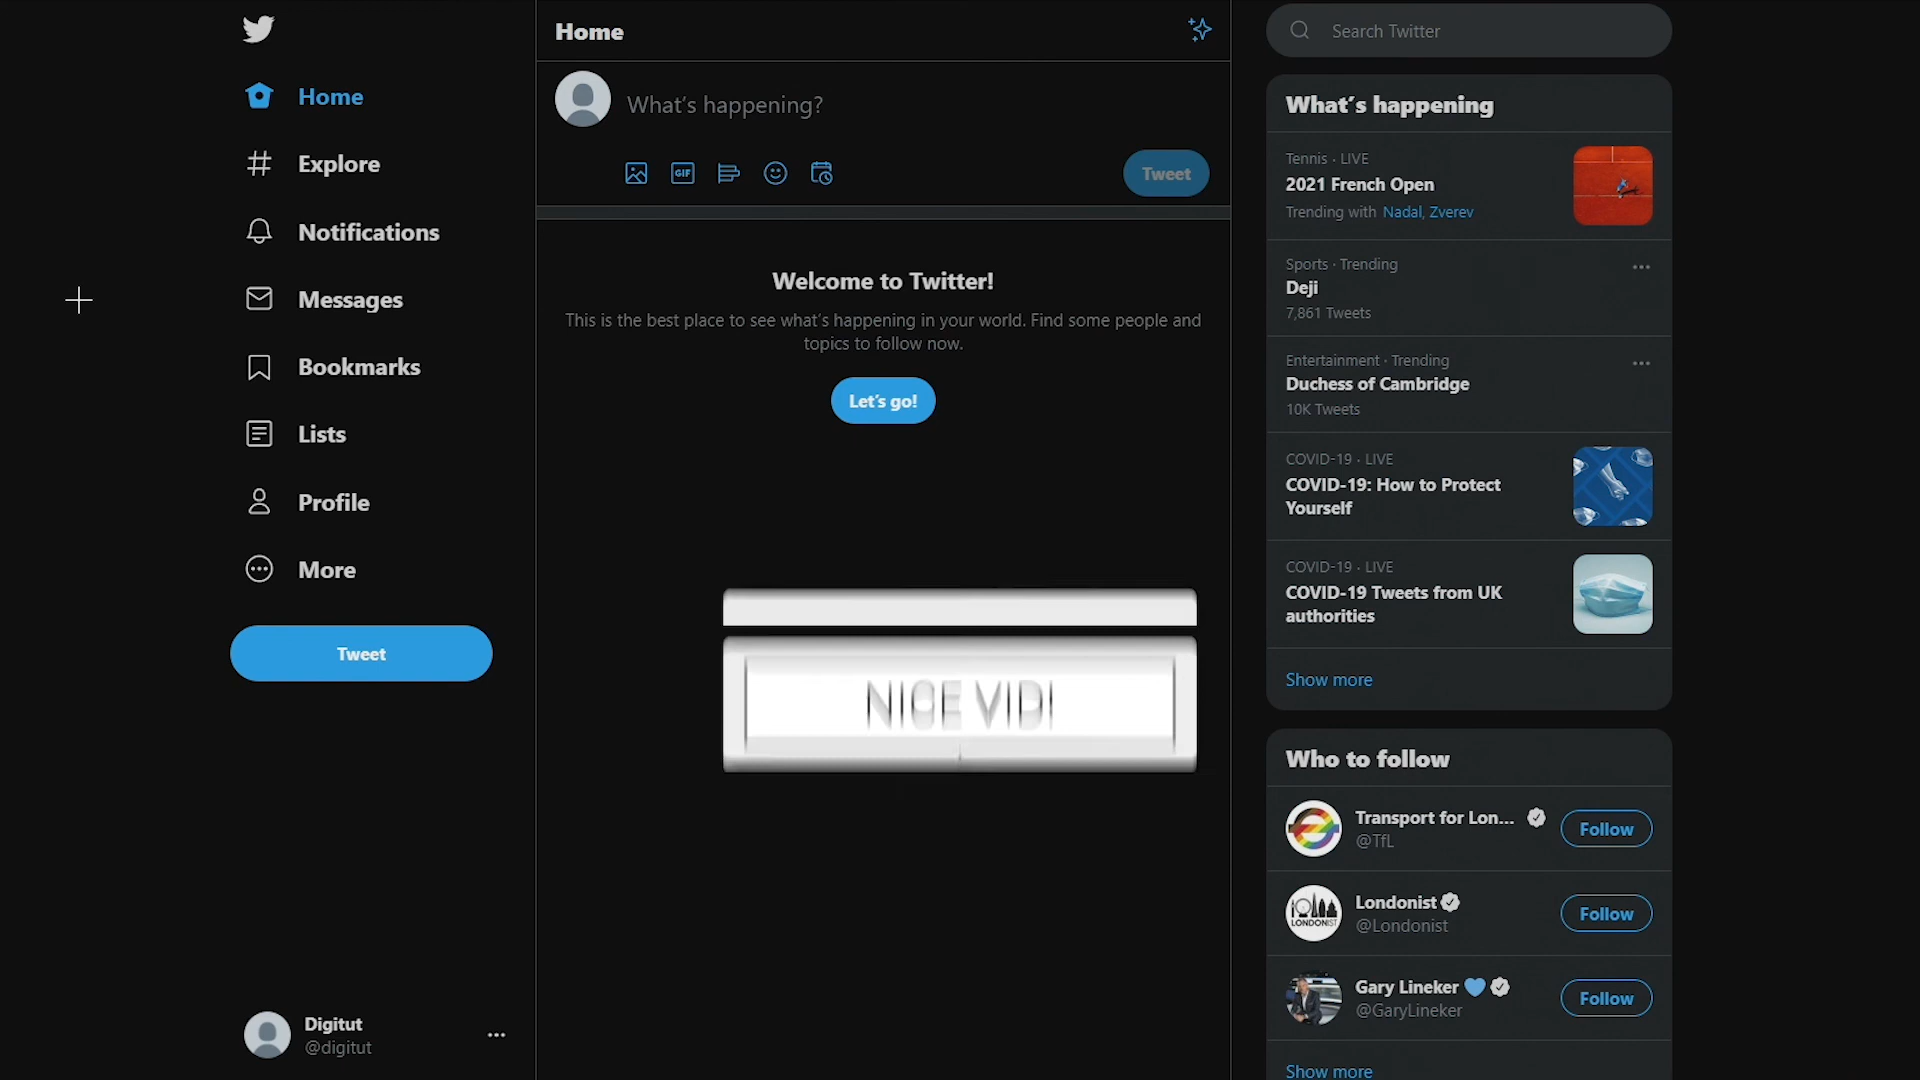 Home
Explore
Notifications
Messages
Bookmarks
Lists
Profile
More
Tweet
Digitut
@digitut
Home
What's happening?
GIF
Tweet
Welcome to Twitter!
This is the best place to see what's happening in your world. Find some people and
topics to follow now.
Let's go!
NICE VID!
Search Twitter
What's happening
Tennis · LIVE
2021 French Open
Trending with Nadal, Zverev
Sports · Trending
Deji
7,861 Tweets
Entertainment · Trending
Duchess of Cambridge
10K Tweets
COVID-19 · LIVE
COVID-19: How to Protect
Yourself
COVID-19 · LIVE
COVID-19 Tweets from UK
authorities
Show more
Who to follow
Transport for Lon...
@TfL
Follow
LONDONIST
Londonist
@Londonist
Follow
Gary Lineker
@GaryLineker
Follow
Show more